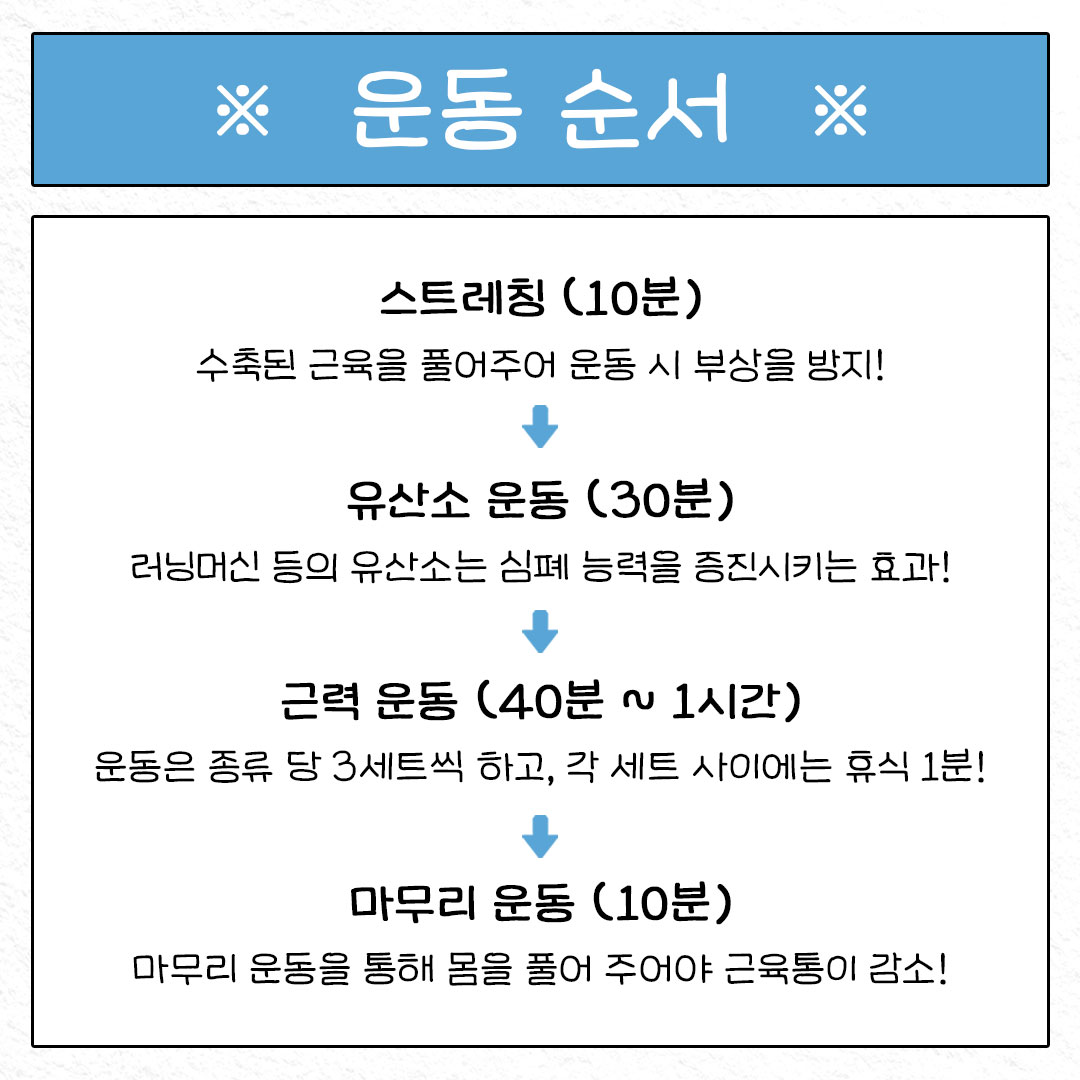 ※ 운동 순서 ※
스트레칭 (10분)
수축된 근육을 풀어주어 운동 시 부상을 방지!
유산소 운동 (30분)
러닝머신 등의 유산소는 심폐 능력을 증진시키는 효과!
근력 운동 (40분 ~ 1시간)
운동은 종류 당 3세트씩 하고, 각 세트 사이에는 휴식 1분!
마무리 운동 (10분)
마무리 운동을 통해 몸을 풀어 주어야 근육통이 감소!